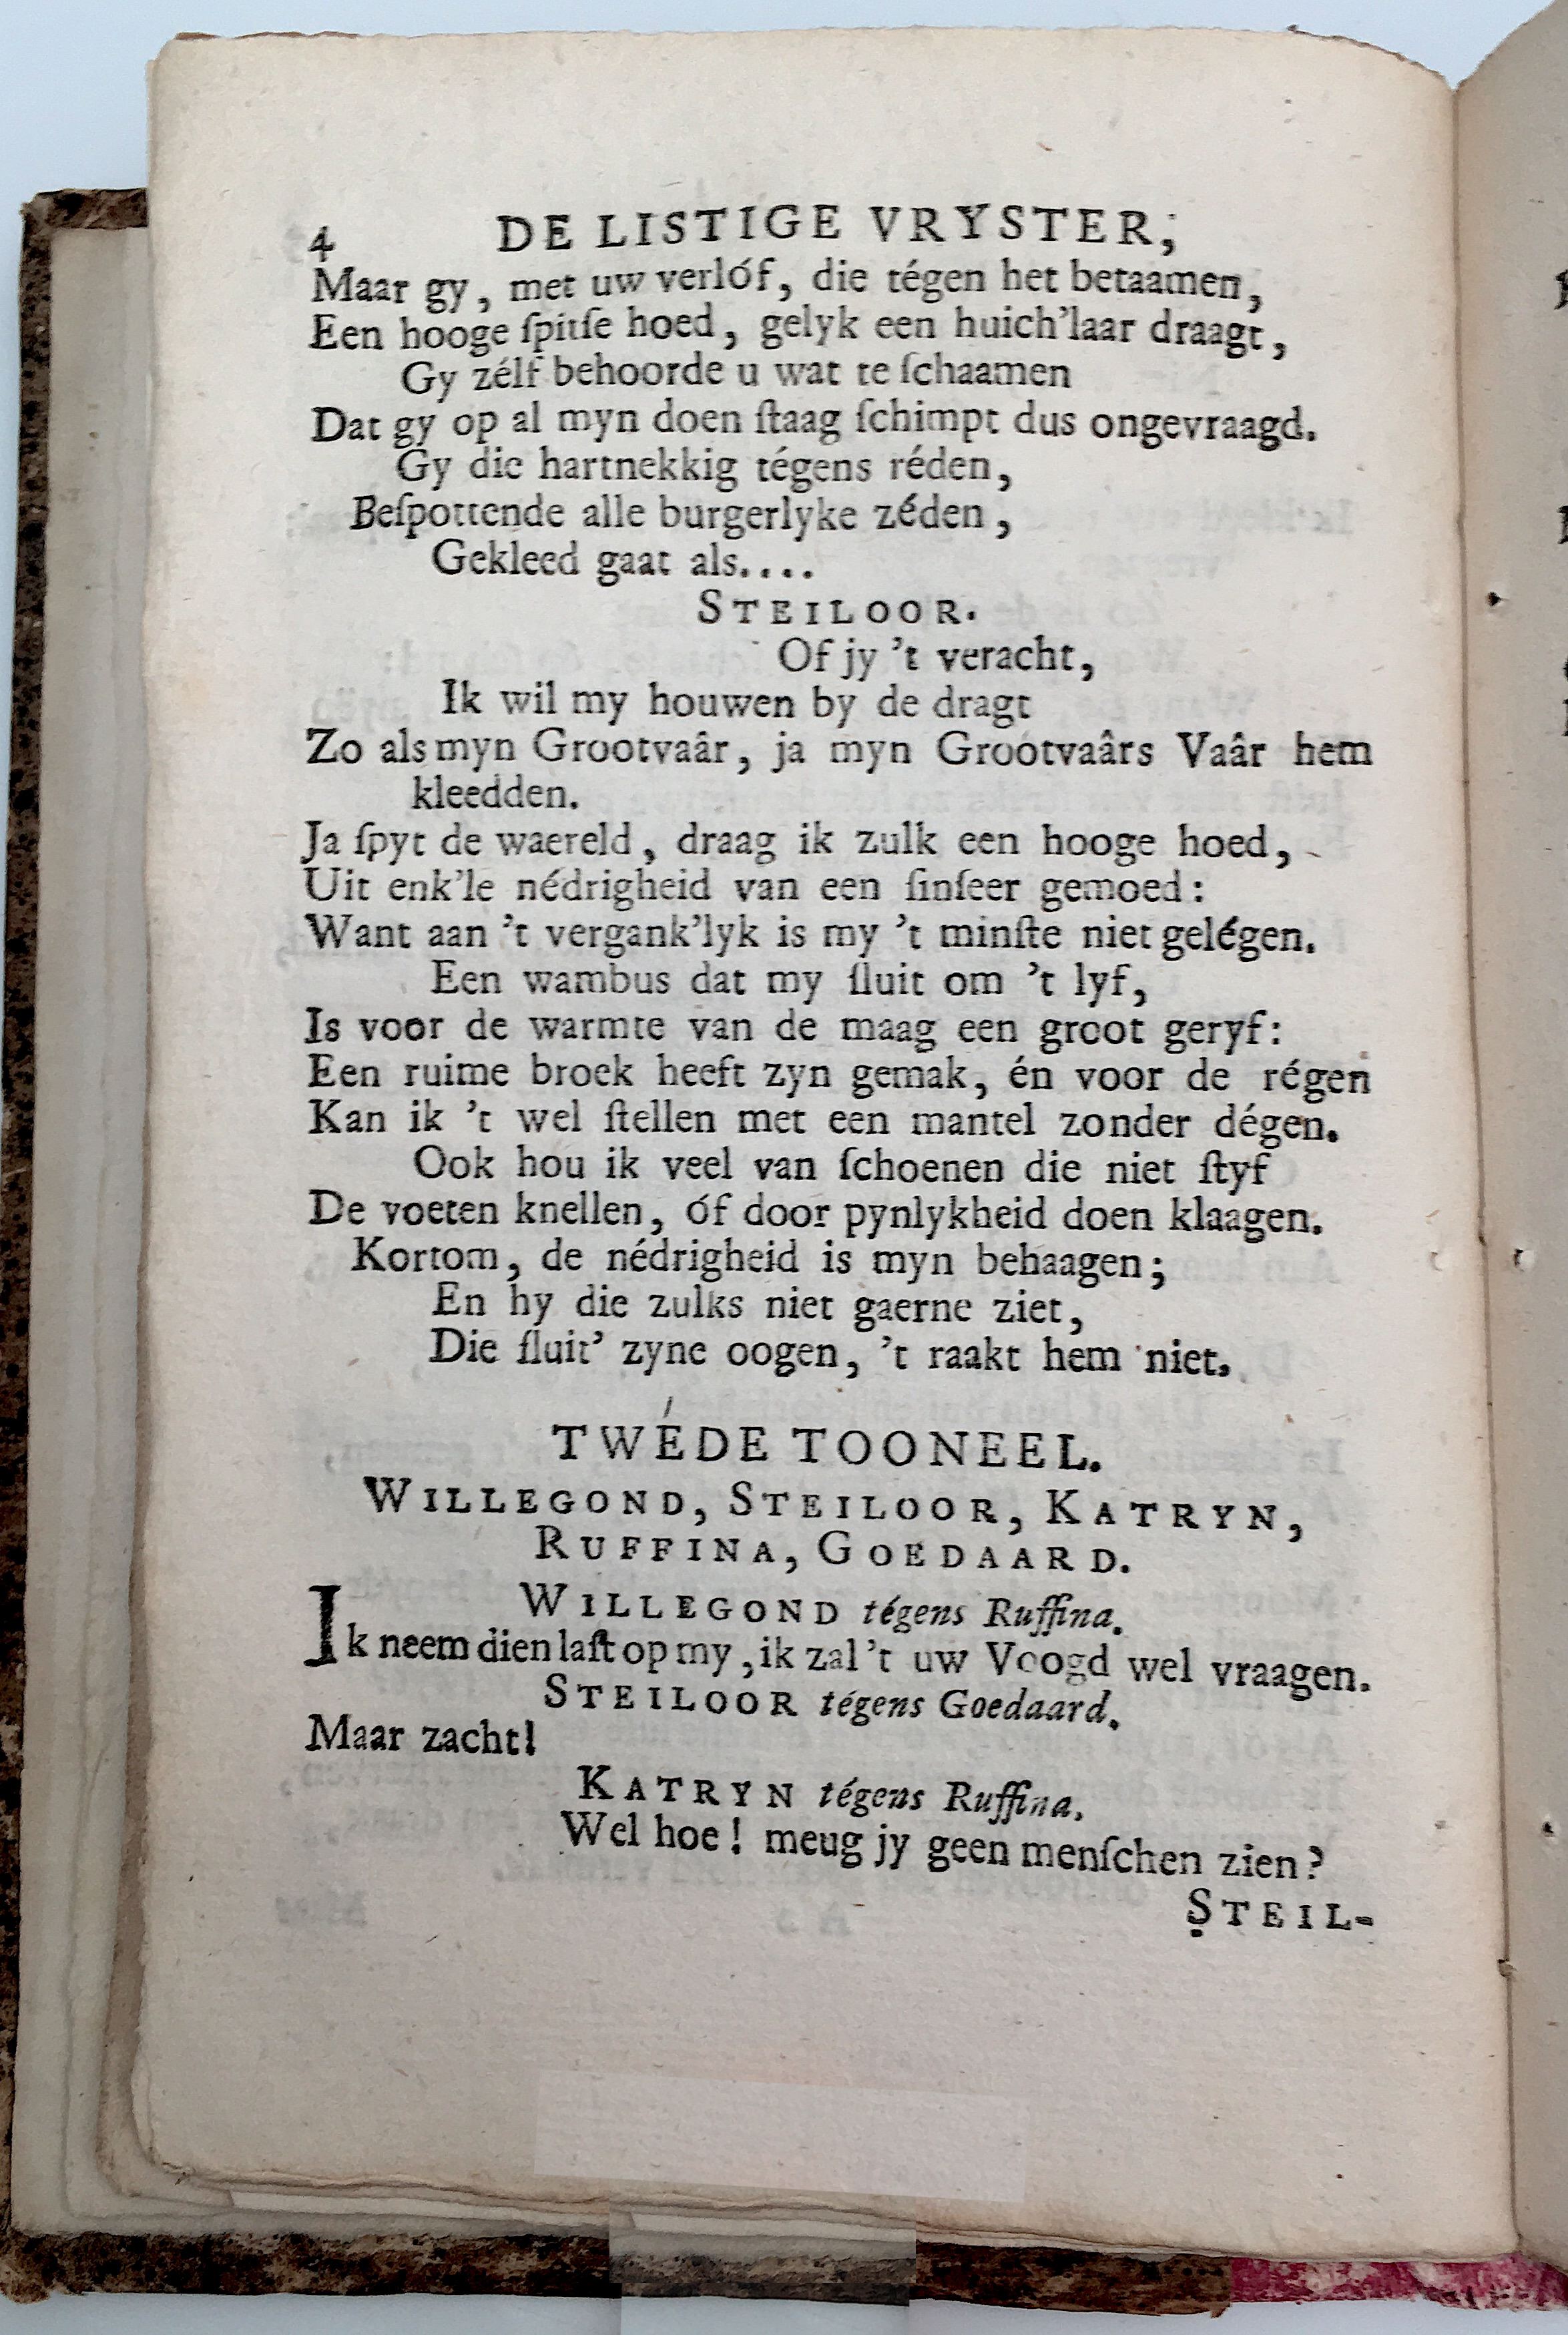 4 DE LISTIGE VRYSTER;
Maar gy, met uw verlóf, die tégen het betaamen,
Een hooge ſpitſe hoed, gelyk een huich'laar draagt,
Gy zélf behoorde u wat te ſchaamen
Dat gy op al myn doen ſtaag ſchimpt dus ongevraagd.
Gy die hartnekkig tégens réden,
Beſpottende alle burgerlyke zéden,
Gekleed gaat als....
STEILOOR.
Of jy 't veracht,
Ik wil my houwen by de dragt
Zo als myn Grootvaâr, ja myn Grootvaârs Vaâr hem
kleedden.
Ja ſpyt de waereld, draag ik zulk een hooge hoed,
Uit enk'le nédrigheid van een ſinſeer gemoed:
Want aan 't vergank'lyk is my 't minſte niet gelégen.
Een wambus dat my ſluit om 't lyf,
Is voor de warmte van de maag een groot geryf:
Een ruime broek heeft zyn gemak, én voor de régen
Kan ik 't wel ſtellen met een mantel zonder dégen.
Ook hou ik veel van ſchoenen die niet ſtyf
De voeten knellen, óf door pynlykheid doen klaagen.
Kortom, de nédrigheid is myn behaagen;
En hy die zulks niet gaerne ziet,
Die ſluit' zyne oogen, 't raakt hem niet.
TWÉDE TOONEEL.
WILLEGOND, STEILOOR, KATRYN,
RUFFINA, GOEDAARD.
WILLEGOND tégens Ruffina.
Ik neem dien laſt op my, ik zal 't uw Voogd wel vraagen.
STEILOOR tégens Goedaard.
Maar zacht!
KATRYN tégens Ruffina.
Wel hoe! meug jy geen menſchen zien?
STEIL-